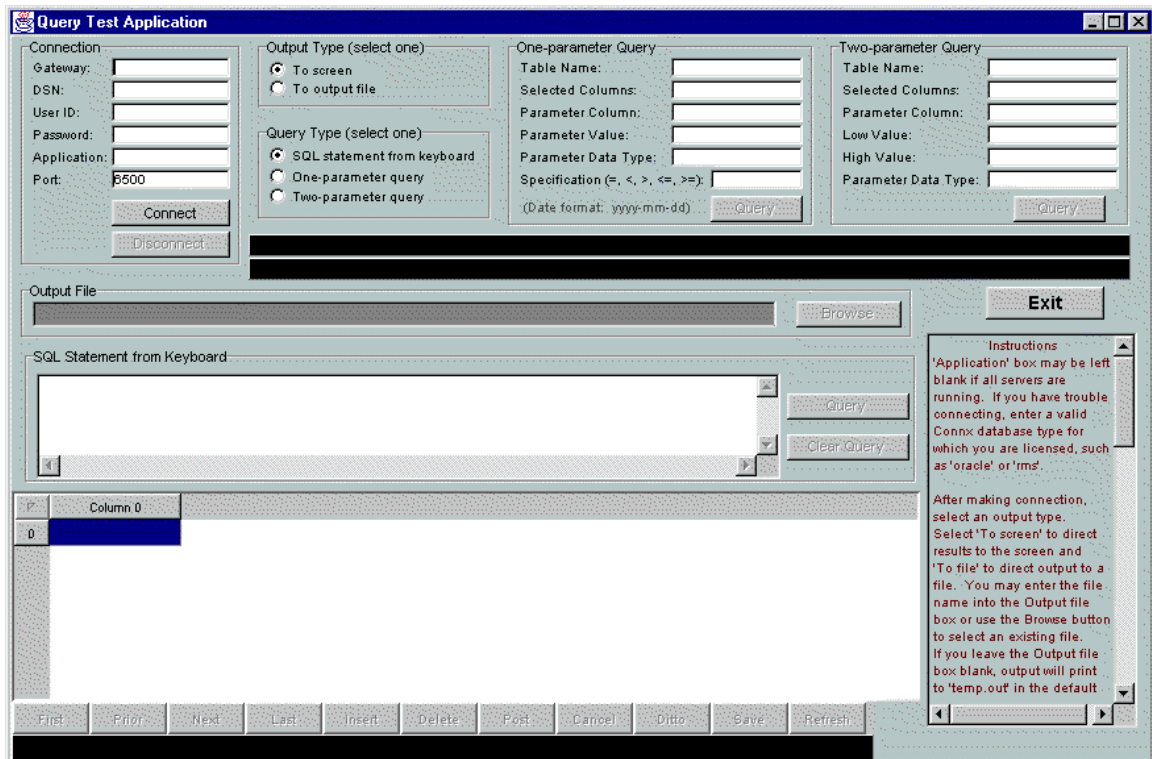 Query Test Application
Connection
Gateway:
DSN:
User ID:
Password:
Application:
Port: 6500
Connect
Disconnect
Output Type (select one)
To screen
To output file
Query Type (select one)
SQL statement from keyboard
One-parameter query
Two-parameter query
One-parameter Query
Table Name:
Selected Columns:
Parameter Column:
Parameter Value:
Parameter Data Type:
Specification (=, <, >, <=, >=):
(Date format: yyyy-mm-dd)
Query
Two-parameter Query
Table Name:
Selected Columns:
Parameter Column:
Low Value:
High Value:
Parameter Data Type:
Query
Output File
Browse
Exit
SQL Statement from Keyboard
Query
Clear Query
Instructions
'Application' box may be left
blank if all servers are
running. If you have trouble
connecting, enter a valid
Connx database type for
which you are licensed, such
as 'oracle' or 'rms'.
After making connection,
select an output type.
Select 'To screen' to direct
results to the screen and
'To file' to direct output to a
file. You may enter the file
name into the Output file
box or use the Browse button
to select an existing file.
If you leave the Output file
box blank, output will print
to 'temp.out' in the default
Column 0
0
First Prior Next Last Insert Delete Post Cancel Ditto Save Refresh